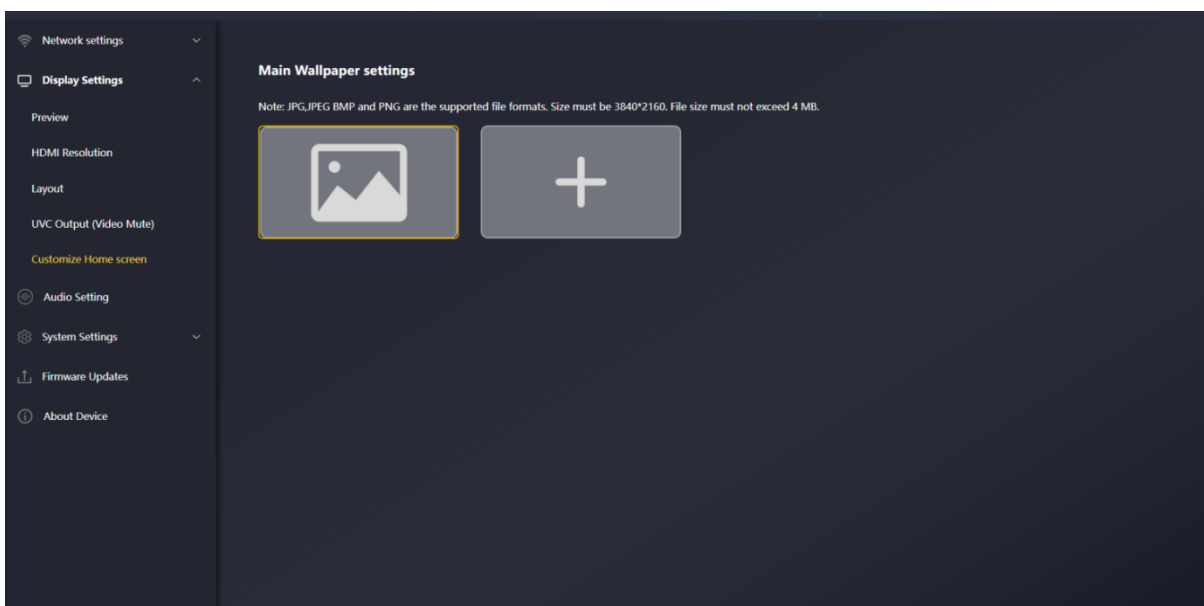 Network settings
Display Settings
Preview
HDMI Resolution
Layout
UVC Output (Video Mute)
Customize Home screen
Audio Setting
System Settings
Firmware Updates
About Device
Main Wallpaper settings
Note: JPG,JPEG BMP and PNG are the supported file formats. Size must be 3840*2160. File size must not exceed 4 MB.